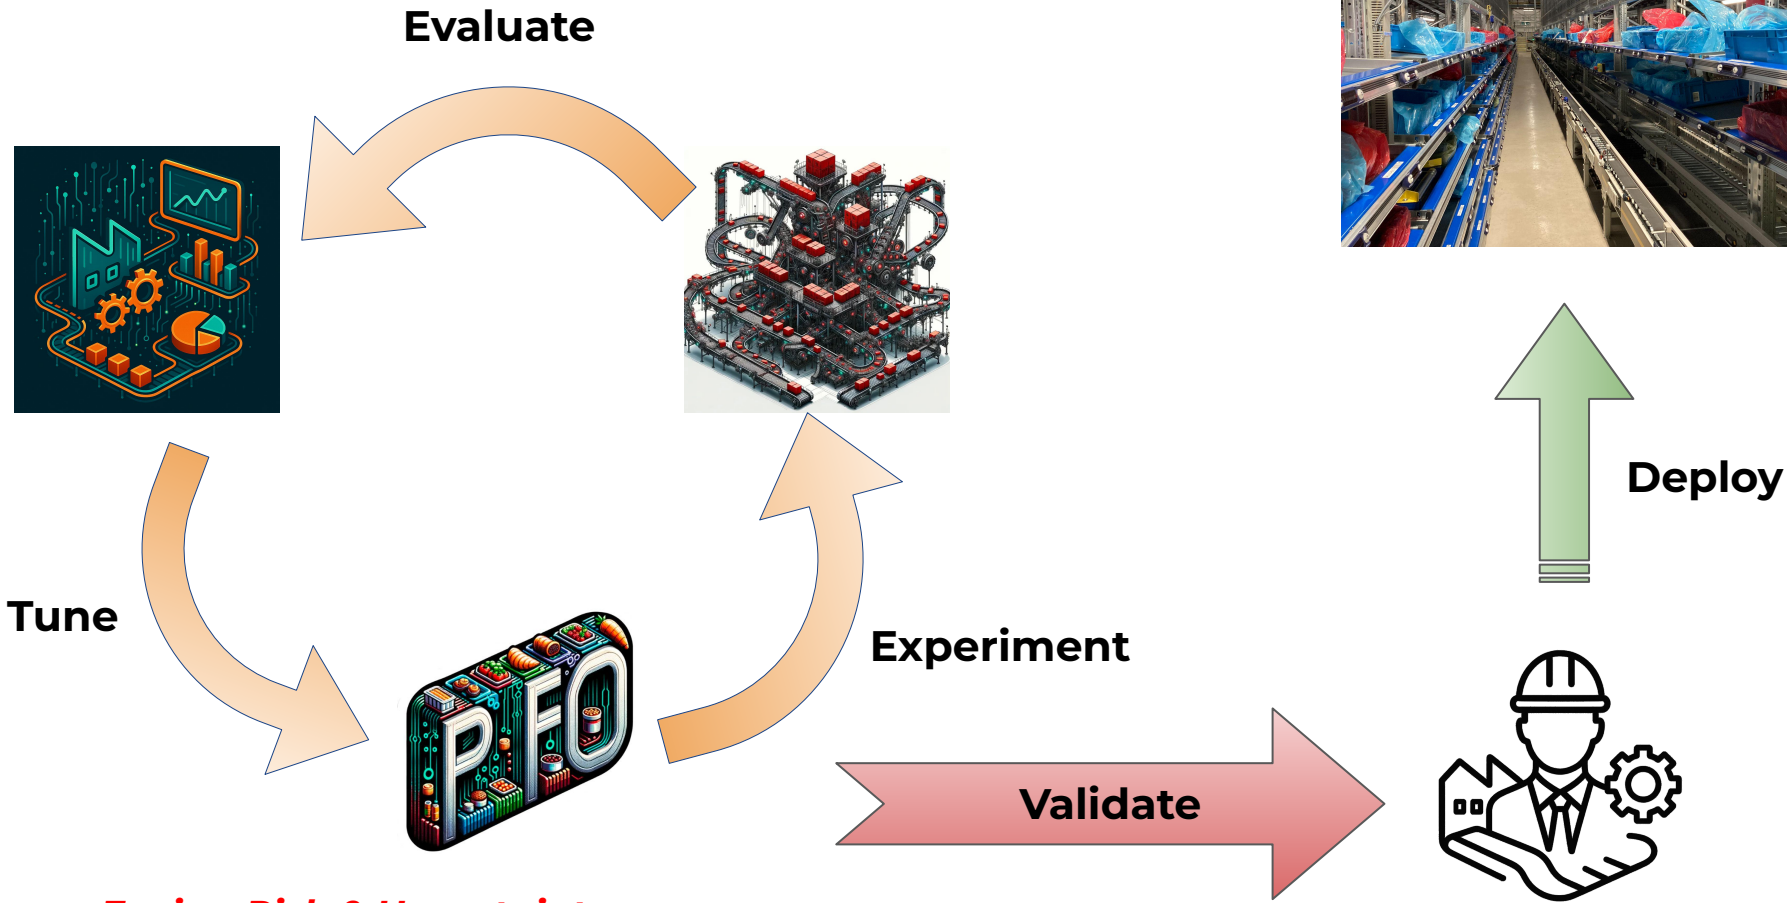 Evaluate
Deploy
Tune
Experiment
PFO
Validate